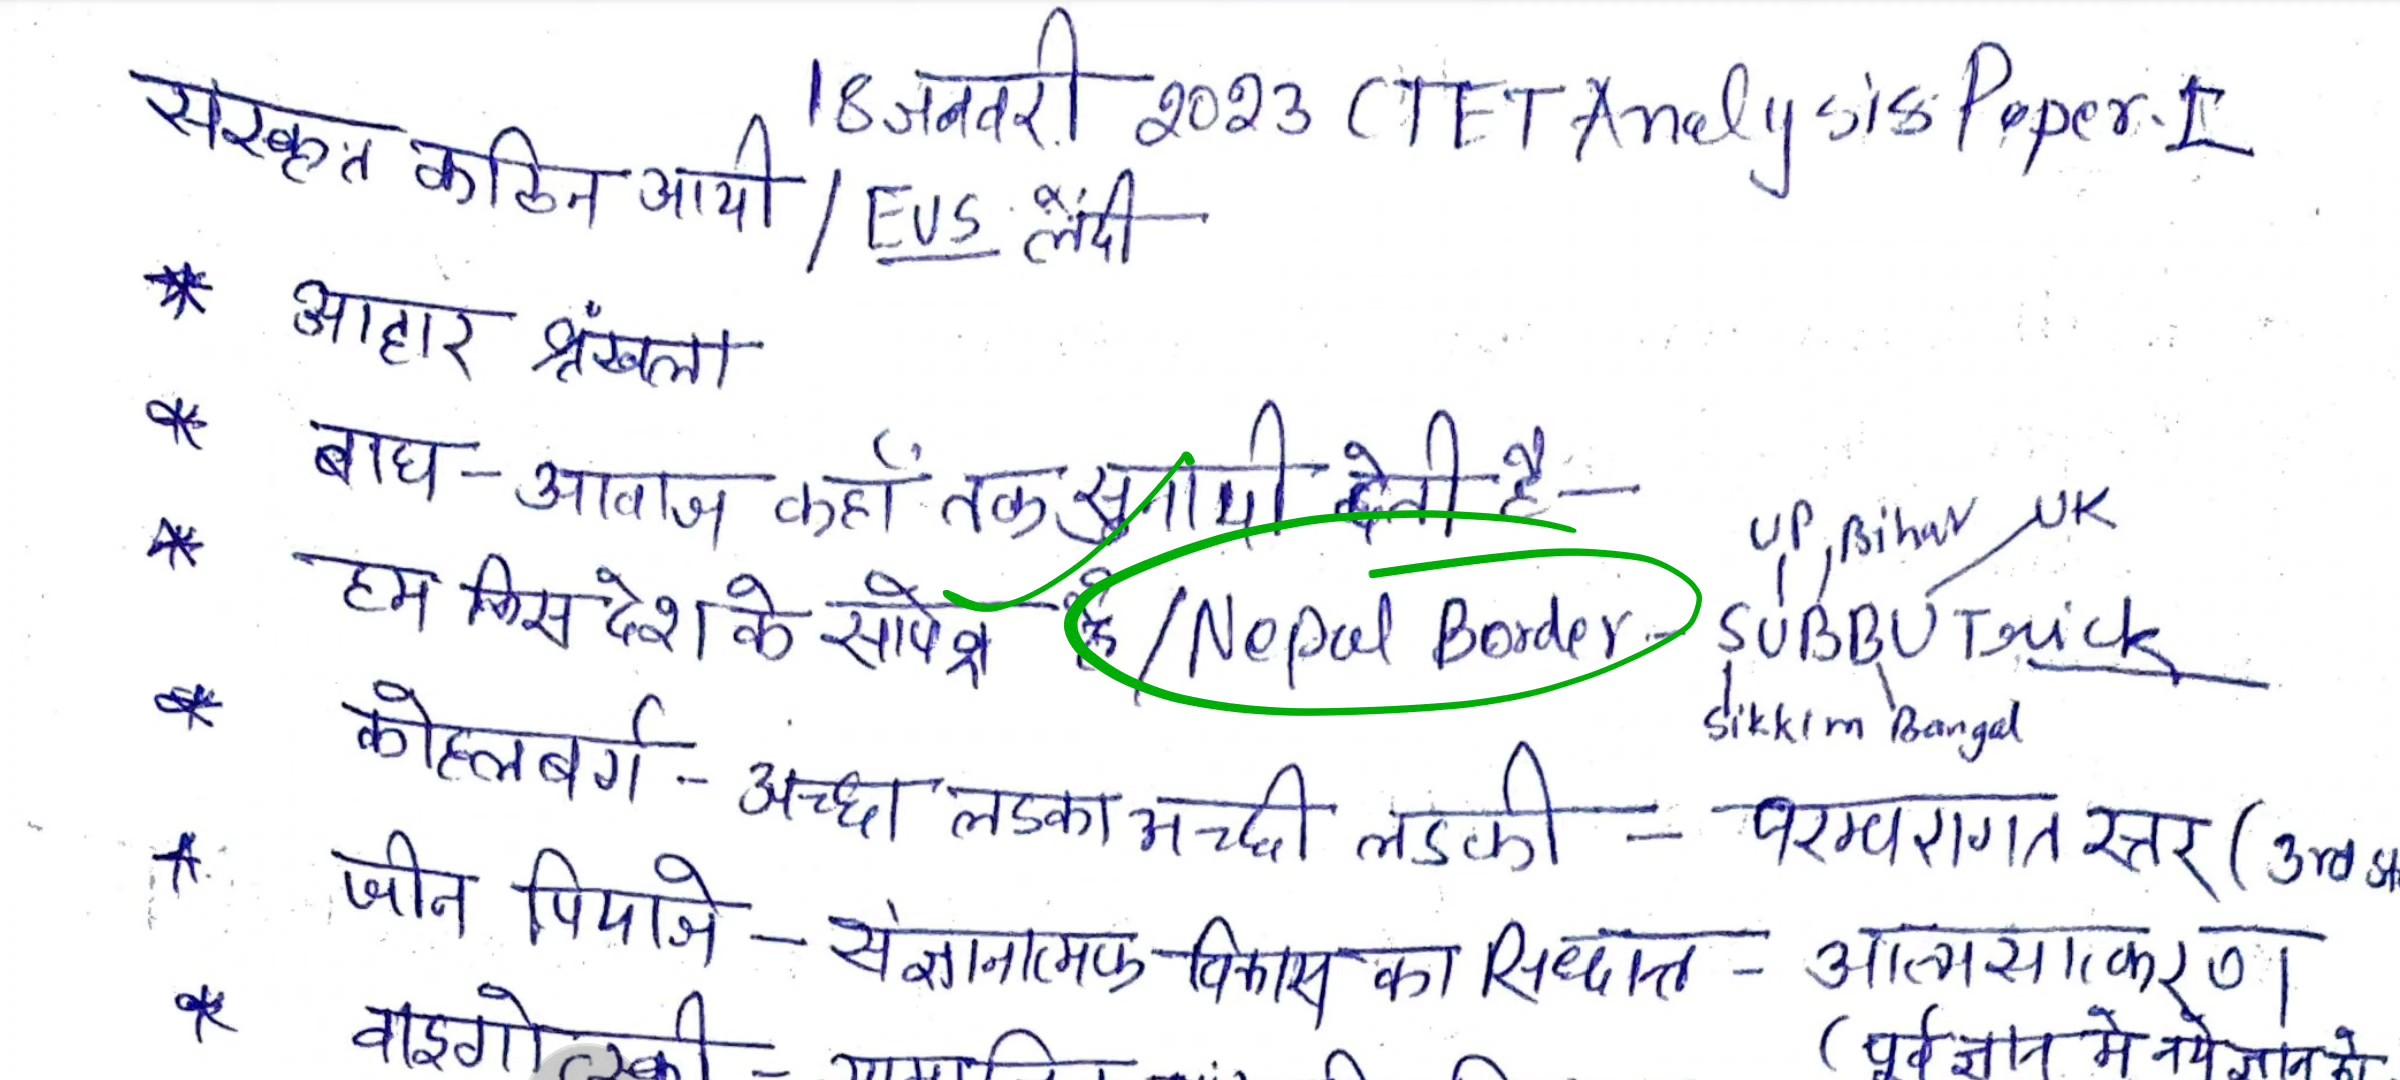 18 जनवरी 2023 CTET Analysis Paper-I
संस्कृत कठिन आयी / EVS लेंदी
* आहार श्रंखला
* बाघ - आवाज कहाँ तक सुनायी देती है -
* हम किस देश के सापेक्ष है / Nepal Border - SUBBU Trick
UP, Bihar UK
Sikkim Bangal
* कोहलबर्ग - अच्छा लडका अच्छी लडकी - परम्परागत स्तर (3rd
* जीन पियाजे - संज्ञानात्मक विकास का सिध्दान्त - आत्मसात्करण
(पूर्व ज्ञान मे नये ज्ञान को
* वाइगोत्स्की -